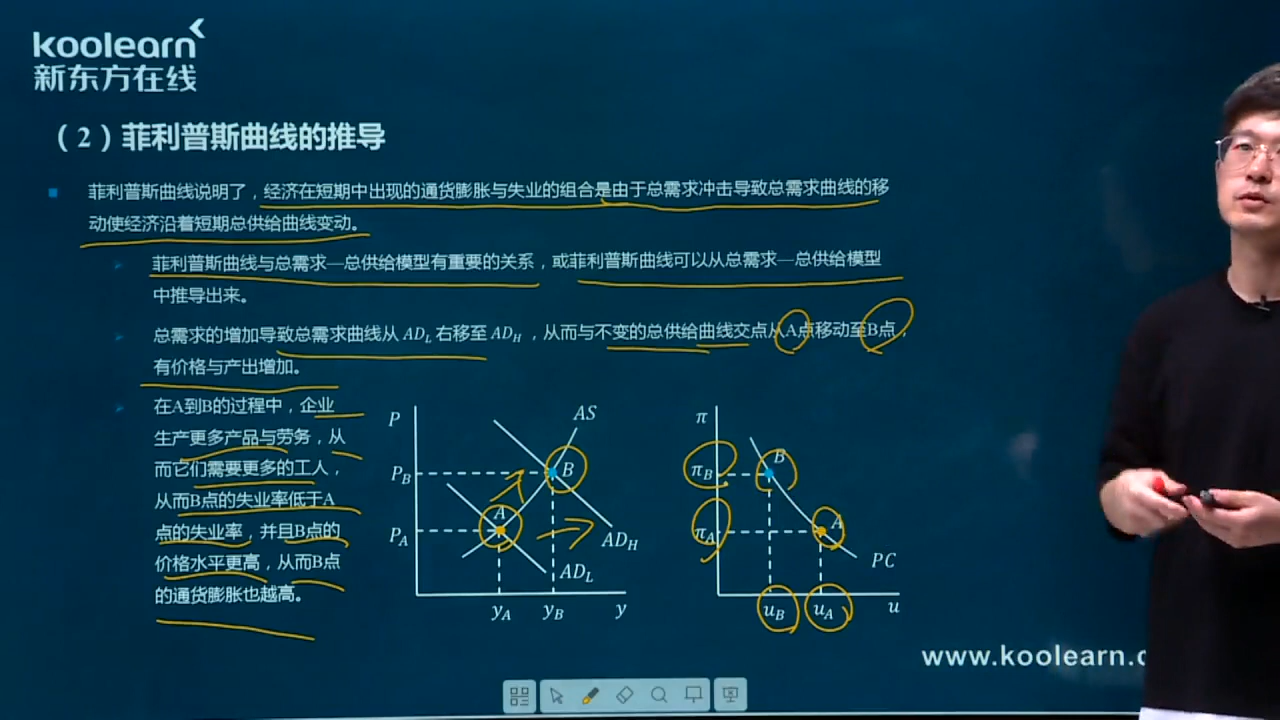 koolearn
新东方在线
（2）菲利普斯曲线的推导
菲利普斯曲线说明了，经济在短期中出现的通货膨胀与失业的组合是由于总需求冲击导致总需求曲线的移
动使经济沿着短期总供给曲线变动。
菲利普斯曲线与总需求—总供给模型有重要的关系，或菲利普斯曲线可以从总需求—总供给模型
中推导出来。
总需求的增加导致总需求曲线从 AD_L 右移至 AD_H ，从而与不变的总供给曲线交点从A点移动至B点，
有价格与产出增加。
在A到B的过程中，企业
生产更多产品与劳务，从
而它们需要更多的工人，
从而B点的失业率低于A
点的失业率，并且B点的
价格水平更高，从而B点
的通货膨胀也越高。
P
AS
P_B
B
A
P_A
AD_H
AD_L
y_A
y_B
y
π
B
π_B
A
π_A
PC
u_B
u_A
u
www.koolearn.